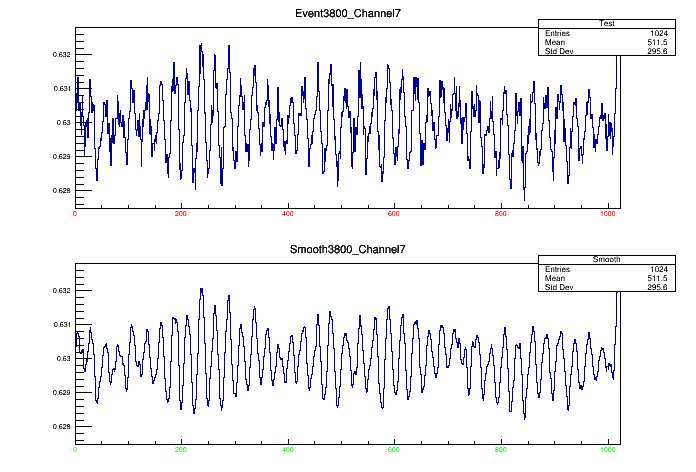 Event3800_Channel7
Test
Entries 1024
Mean 511.5
Std Dev 295.6
0.632
0.631
0.63
0.629
0.628
0 200 400 600 800 1000
Smooth3800_Channel7
Smooth
Entries 1024
Mean 511.5
Std Dev 295.6
0.632
0.631
0.63
0.629
0.628
0 200 400 600 800 1000